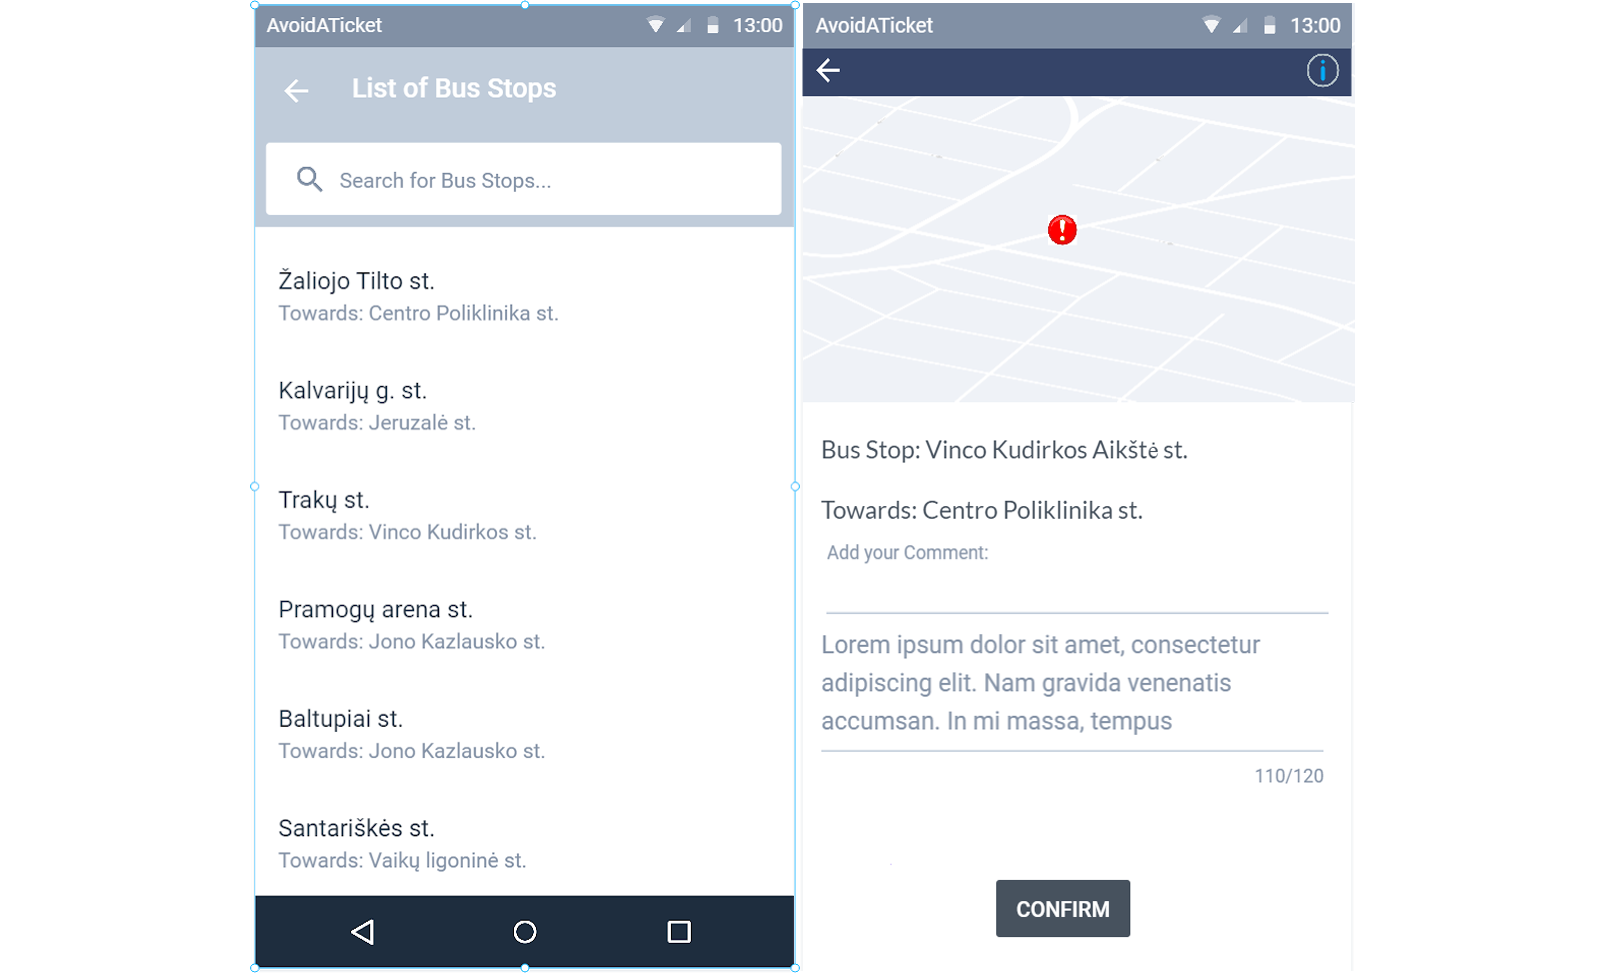 AvoidATicket 13:00
List of Bus Stops
Search for Bus Stops...
Žaliojo Tilto st.
Towards: Centro Poliklinika st.
Kalvarijų g. st.
Towards: Jeruzalė st.
Trakų st.
Towards: Vinco Kudirkos st.
Pramogų arena st.
Towards: Jono Kazlausko st.
Baltupiai st.
Towards: Jono Kazlausko st.
Santariškės st.
Towards: Vaikų ligoninė st.
AvoidATicket 13:00
Bus Stop: Vinco Kudirkos Aikštė st.
Towards: Centro Poliklinika st.
Add your Comment:
Lorem ipsum dolor sit amet, consectetur
adipiscing elit. Nam gravida venenatis
accumsan. In mi massa, tempus
110/120
CONFIRM